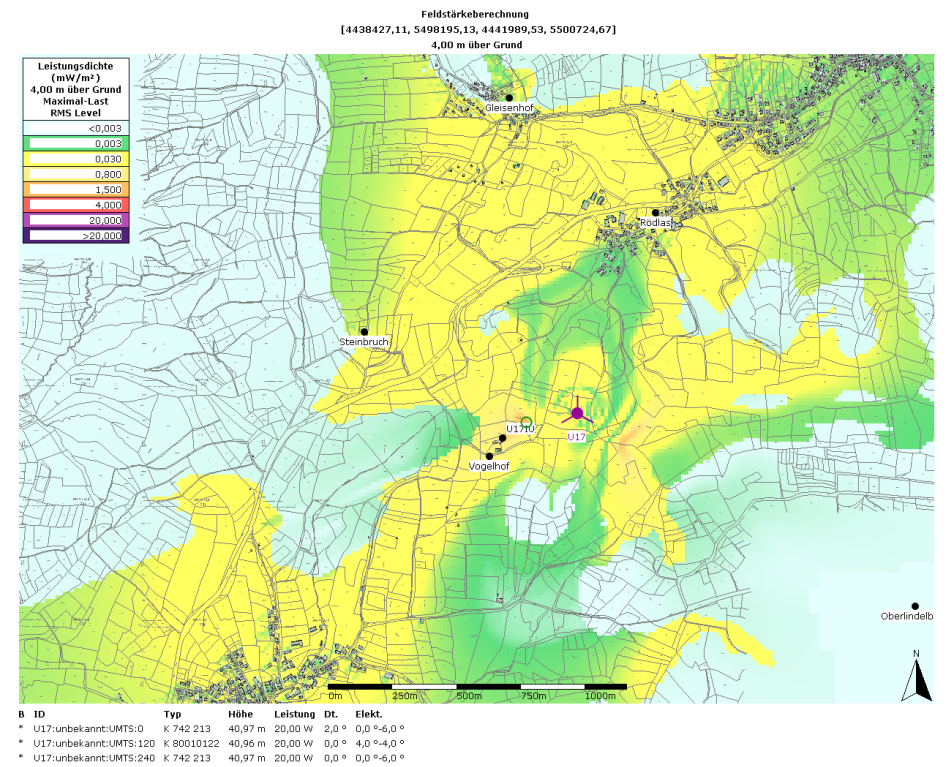 Feldstärkeberechnung
[4438427,11, 5498195,13, 4441989,53, 5500724,67]
4,00 m über Grund
Leistungsdichte
(mW/m²)
4,00 m über Grund
Maximal-Last
RMS Level
<0,003
0,003
0,030
0,800
1,500
4,000
20,000
>20,000
Gleisenhof
Rödlas
Steinbruch
U17IU
U17
Vogelhof
Oberlindelb
N
0m 250m 500m 750m 1000m
B ID Typ Höhe Leistung Dt. Elekt.
* U17:unbekannt:UMTS:0 K 742 213 40,97 m 20,00 W 2,0 ° 0,0 °-6,0 °
* U17:unbekannt:UMTS:120 K 80010122 40,96 m 20,00 W 0,0 ° 4,0 °-4,0 °
* U17:unbekannt:UMTS:240 K 742 213 40,97 m 20,00 W 0,0 ° 0,0 °-6,0 °